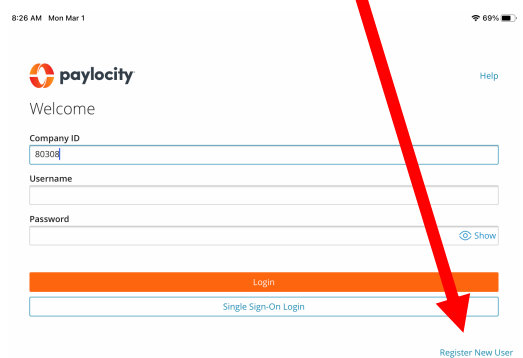 8:26 AM Mon Mar 1 69%
paylocity
Help
Welcome
Company ID
80308
Username
Password
Show
Login
Single Sign-On Login
Register New User